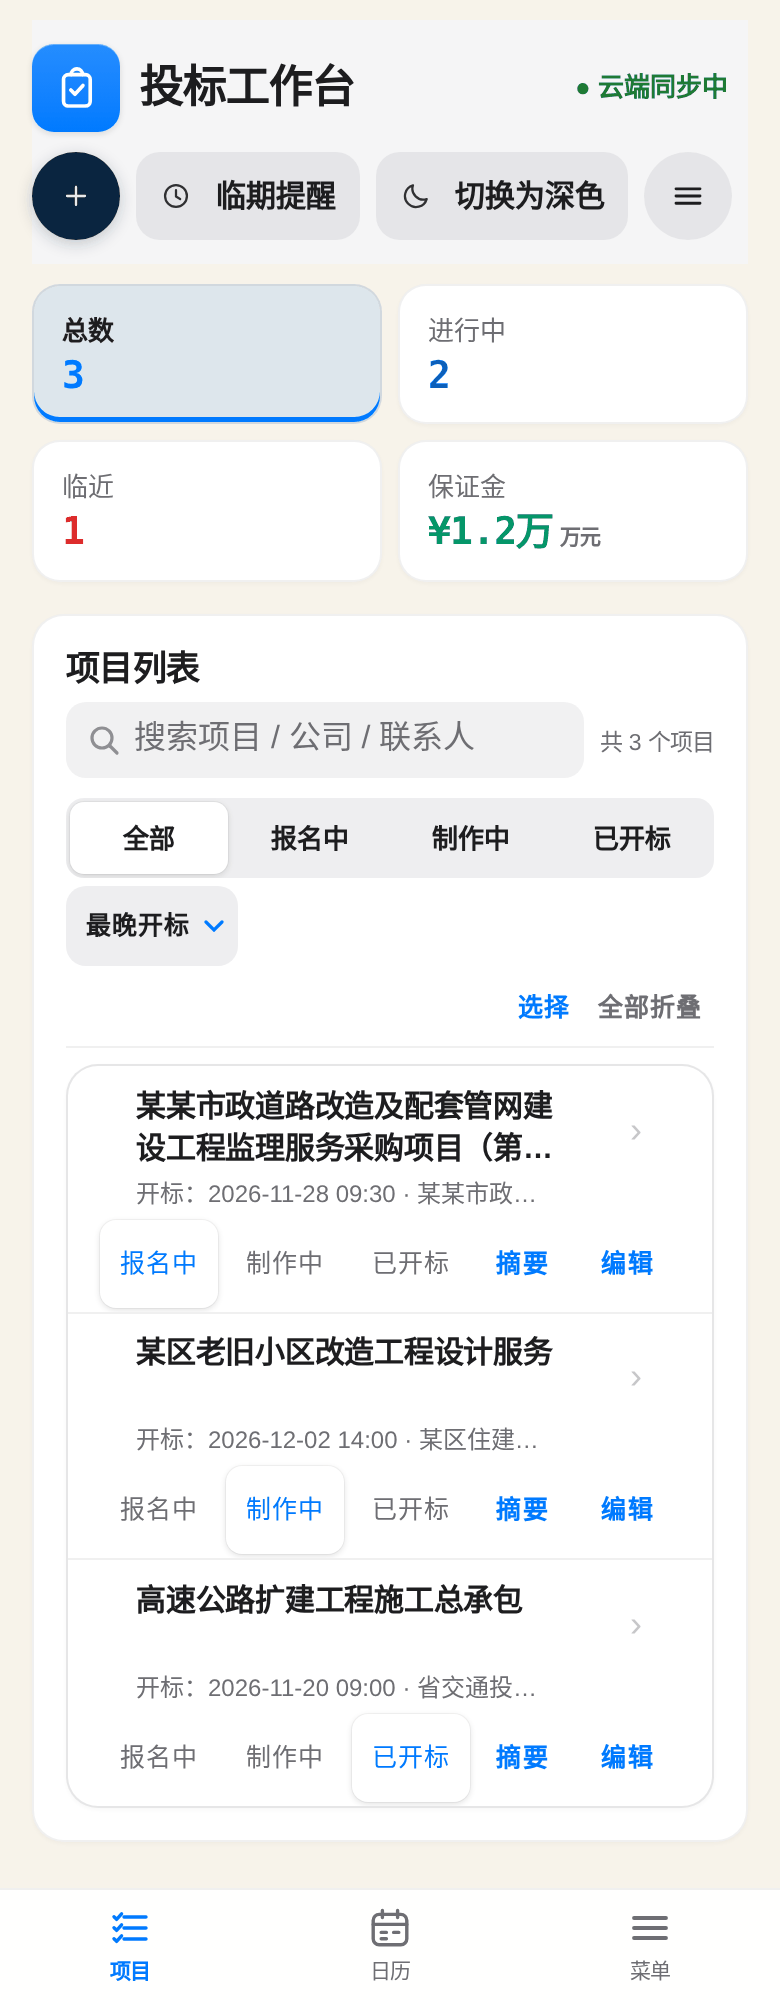 投标工作台
● 云端同步中
临期提醒
切换为深色
总数
3
进行中
2
临近
1
保证金
¥1.2万 万元
项目列表
搜索项目 / 公司 / 联系人
共 3 个项目
全部
报名中
制作中
已开标
最晚开标
选择
全部折叠
某某市政道路改造及配套管网建
设工程监理服务采购项目（第…
开标：2026-11-28 09:30 · 某某市政…
报名中
制作中
已开标
摘要
编辑
某区老旧小区改造工程设计服务
开标：2026-12-02 14:00 · 某区住建…
报名中
制作中
已开标
摘要
编辑
高速公路扩建工程施工总承包
开标：2026-11-20 09:00 · 省交通投…
报名中
制作中
已开标
摘要
编辑
项目
日历
菜单